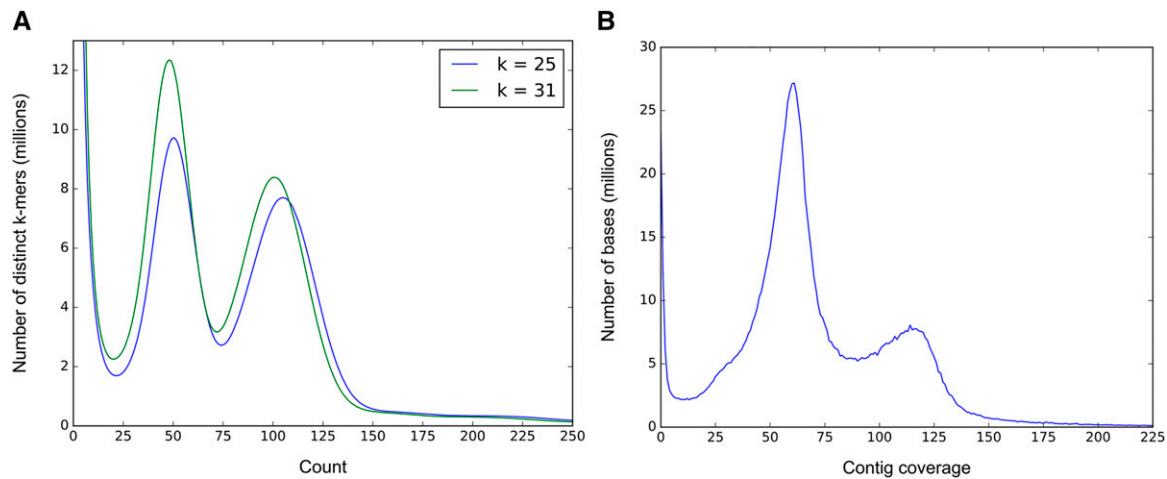 A
Number of distinct k-mers (millions)
12
10
8
6
4
2
0
0 25 50 75 100 125 150 175 200 225 250
Count
k = 25
k = 31
B
Number of bases (millions)
30
25
20
15
10
5
0
0 25 50 75 100 125 150 175 200 225
Contig coverage